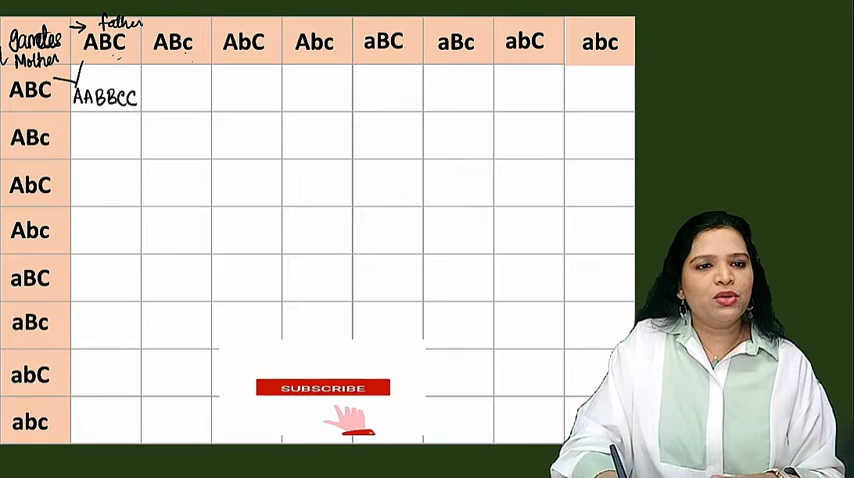 father
gametes → ABC ABc AbC Abc aBC aBc abC abc
Mother
ABC AABBCC
ABc
AbC
Abc
aBC
aBc
abC
SUBSCRIBE
abc